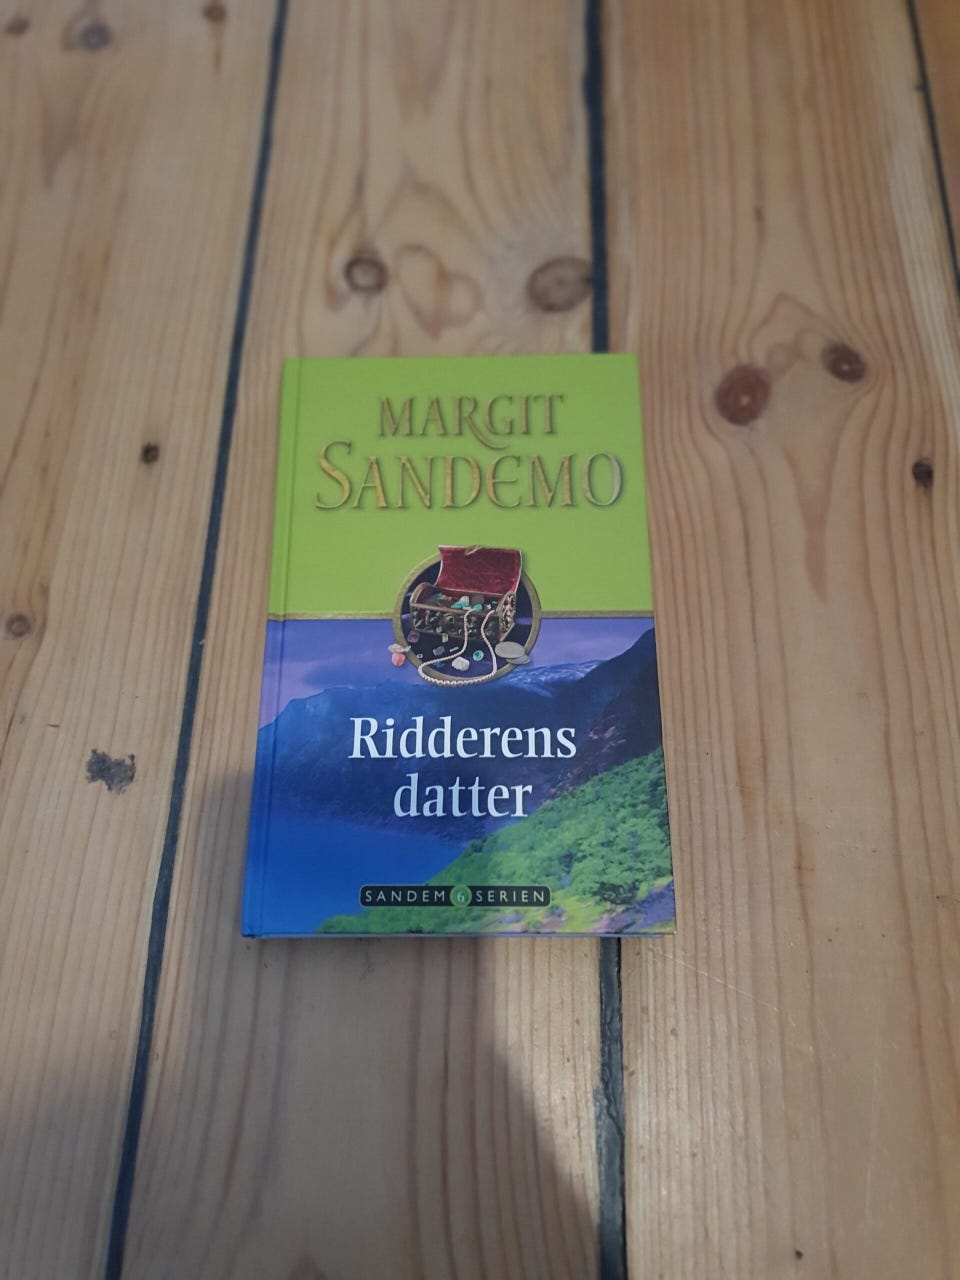 MARGIT
SANDEMO
Ridderens
datter
SANDEM 6 SERIEN